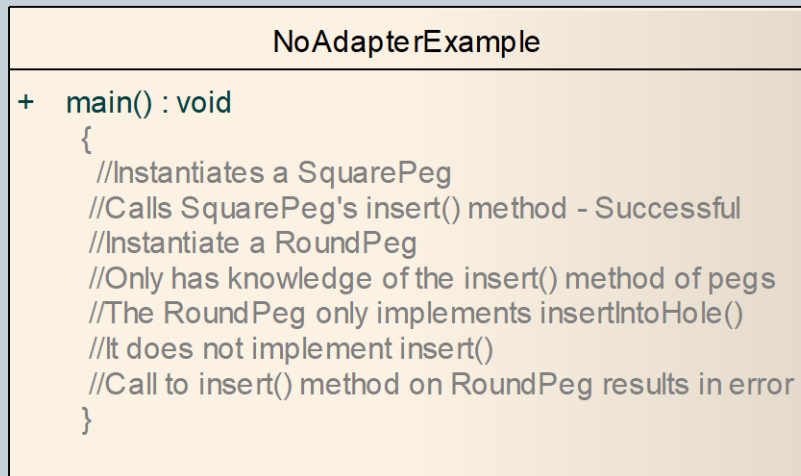 NoAdapterExample
+ main() : void
{
//Instantiates a SquarePeg
//Calls SquarePeg's insert() method - Successful
//Instantiate a RoundPeg
//Only has knowledge of the insert() method of pegs
//The RoundPeg only implements insertIntoHole()
//It does not implement insert()
//Call to insert() method on RoundPeg results in error
}